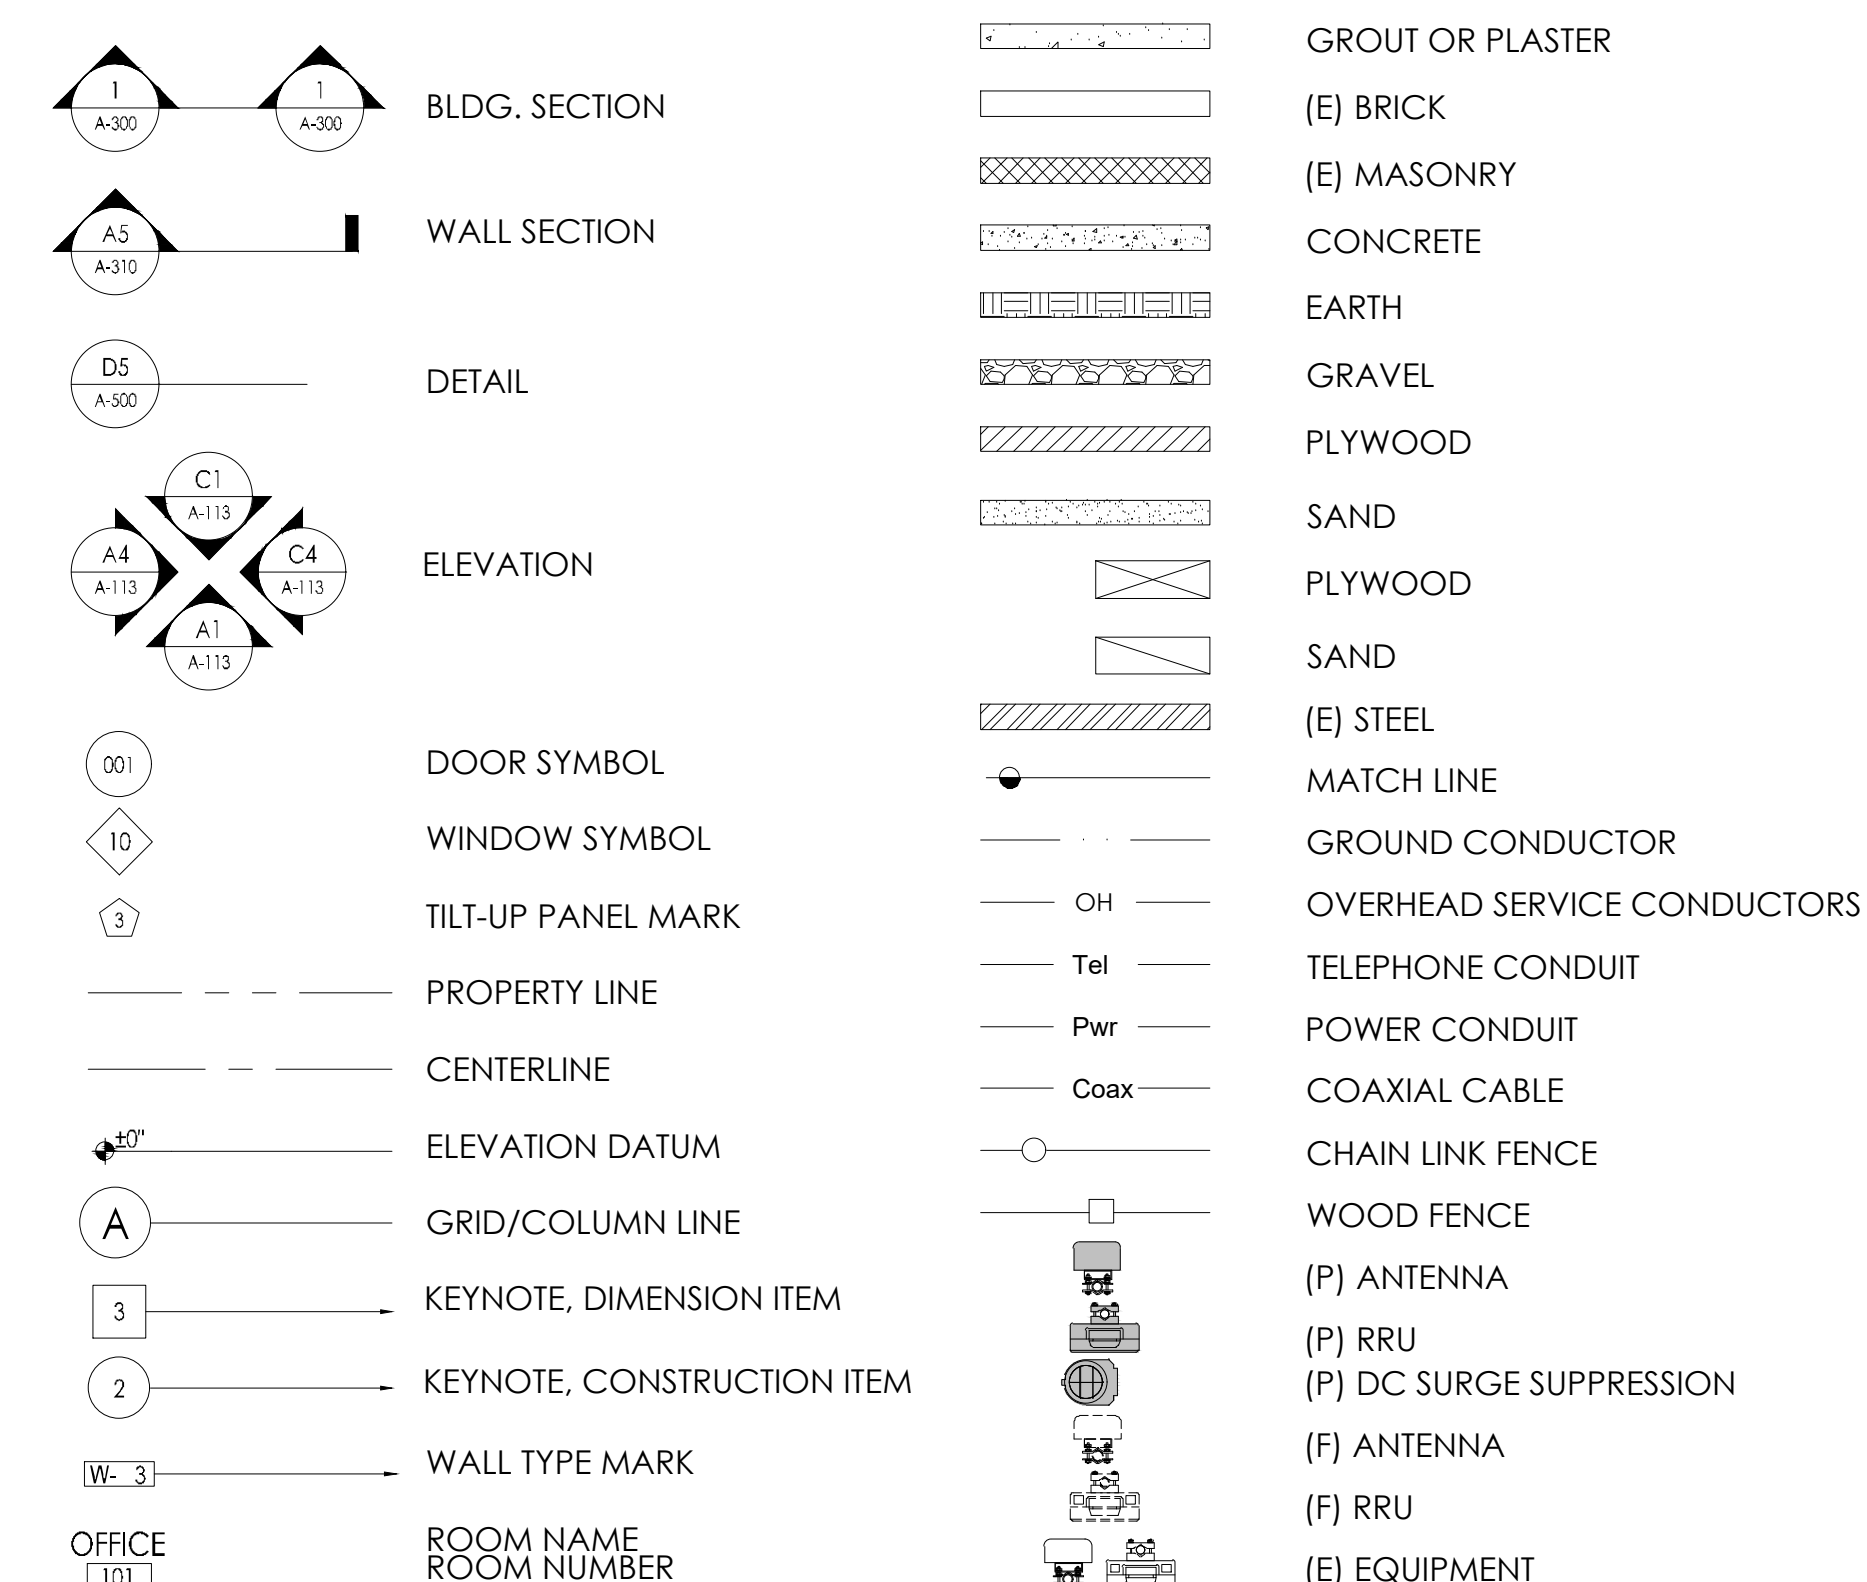 1
A-300
1
A-300
BLDG. SECTION
A5
A-310
WALL SECTION
D5
A-500
DETAIL
C1
A-113
A4
A-113
C4
A-113
A1
A-113
ELEVATION
001
DOOR SYMBOL
10
WINDOW SYMBOL
3
TILT-UP PANEL MARK
PROPERTY LINE
CENTERLINE
±0"
ELEVATION DATUM
A
GRID/COLUMN LINE
3
KEYNOTE, DIMENSION ITEM
2
KEYNOTE, CONSTRUCTION ITEM
W- 3
WALL TYPE MARK
OFFICE
101
ROOM NAME
ROOM NUMBER
GROUT OR PLASTER
(E) BRICK
(E) MASONRY
CONCRETE
EARTH
GRAVEL
PLYWOOD
SAND
PLYWOOD
SAND
(E) STEEL
MATCH LINE
GROUND CONDUCTOR
OH
OVERHEAD SERVICE CONDUCTORS
Tel
TELEPHONE CONDUIT
Pwr
POWER CONDUIT
Coax
COAXIAL CABLE
CHAIN LINK FENCE
WOOD FENCE
(P) ANTENNA
(P) RRU
(P) DC SURGE SUPPRESSION
(F) ANTENNA
(F) RRU
(E) EQUIPMENT